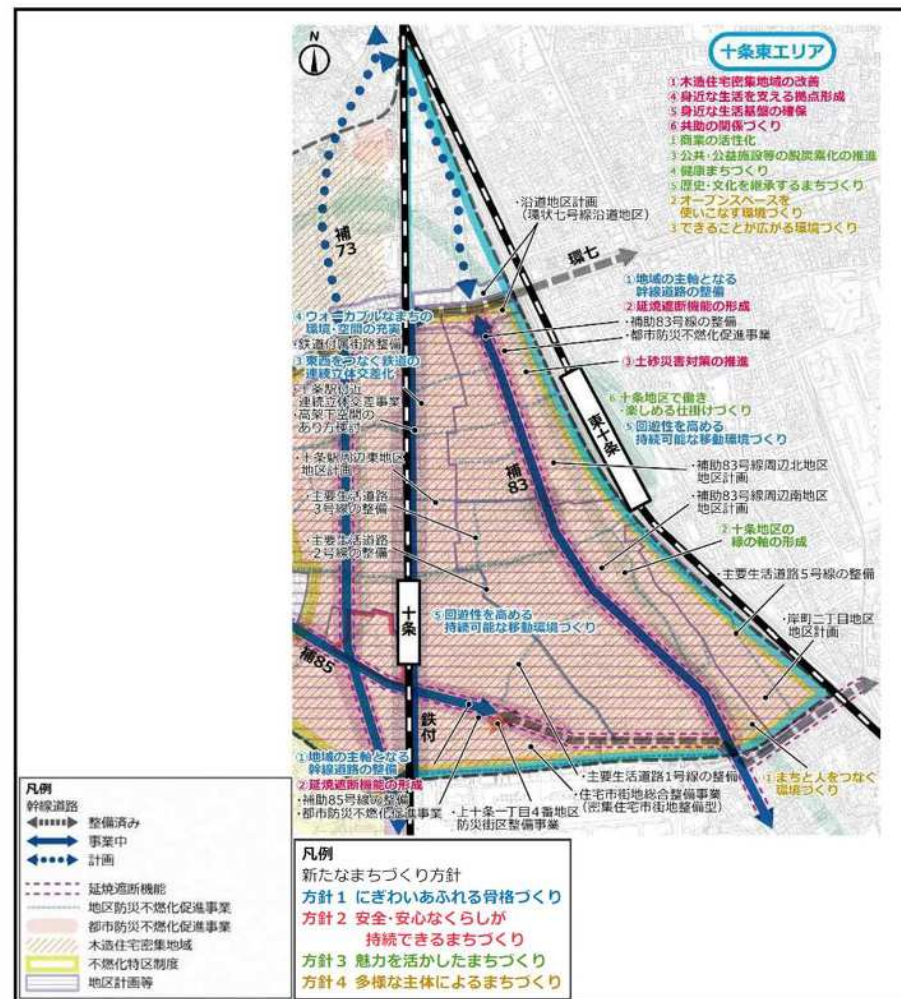 N
十条東エリア
①木造住宅密集地域の改善
④身近な生活を支える拠点形成
⑤身近な生活基盤の確保
⑥共助の関係づくり
①商業の活性化
③公共・公益施設等の脱炭素化の推進
④健康まちづくり
⑤歴史・文化を継承するまちづくり
②オープンスペースを
使いこなす環境づくり
③できることが広がる環境づくり
・沿道地区計画
(環状七号線沿道地区)
環七
補73
①地域の主軸となる
幹線道路の整備
②延焼遮断機能の形成
・補助83号線の整備
・都市防災不燃化促進事業
④ウォーカブルなまちの
環境・空間の充実
・鉄道付属街路整備
③東西をつなぐ鉄道の
連続立体交差化
・十条駅付近
連続立体交差事業
・高架下空間の
あり方検討
③土砂災害対策の推進
⑥十条地区で働き
楽しめる仕掛けづくり
⑤回遊性を高める
持続可能な移動環境づくり
東十条
・十条駅周辺東地区
地区計画
補83
・補助83号線周辺北地区
地区計画
・補助83号線周辺南地区
地区計画
・主要生活道路
3号線の整備
②十条地区の
緑の軸の形成
・主要生活道路
2号線の整備
・主要生活道路5号線の整備
十条
⑤回遊性を高める
持続可能な移動環境づくり
・岸町二丁目地区
地区計画
補85
鉄付
①地域の主軸となる
幹線道路の整備
②延焼遮断機能の形成
・補助85号線の整備
・都市防災不燃化促進事業
・上十条一丁目4番地区
防災街区整備事業
・主要生活道路1号線の整備
・住宅市街地総合整備事業
(密集住宅市街地整備型)
①まちと人をつなぐ
環境づくり
凡例
幹線道路
整備済み
事業中
計画
延焼遮断機能
地区防災不燃化促進事業
都市防災不燃化促進事業
木造住宅密集地域
不燃化特区制度
地区計画等
凡例
新たなまちづくり方針
方針1 にぎわいあふれる骨格づくり
方針2 安全・安心なくらしが
持続できるまちづくり
方針3 魅力を活かしたまちづくり
方針4 多様な主体によるまちづくり